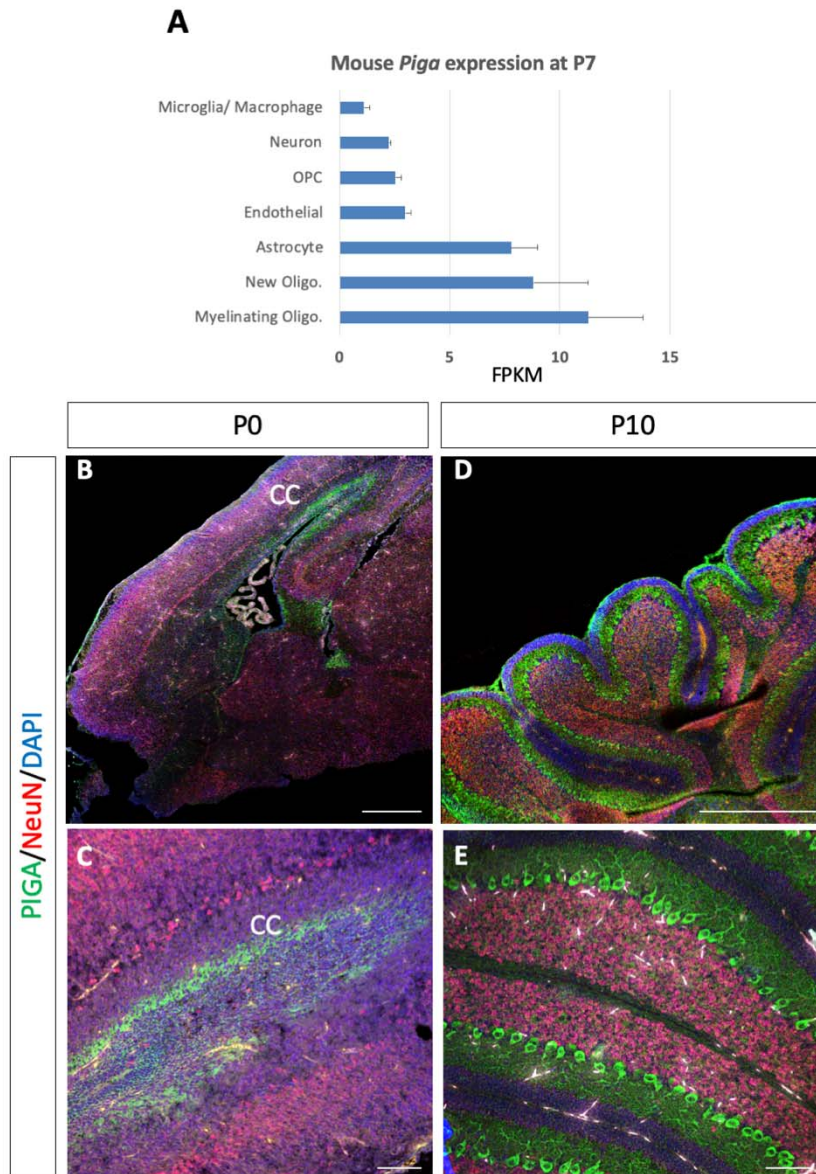 A
Mouse Piga expression at P7
Microglia/ Macrophage
Neuron
OPC
Endothelial
Astrocyte
New Oligo.
Myelinating Oligo.
0 5 10 15
FPKM
P0 P10
PIGA/NeuN/DAPI
B
CC
D
C
CC
E